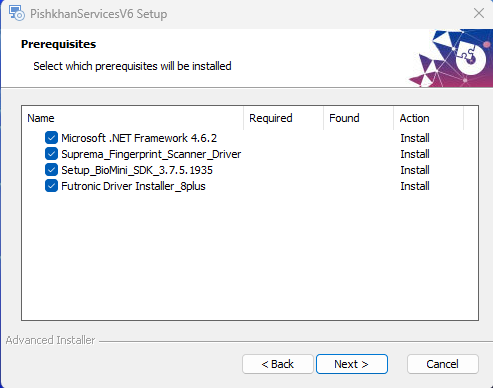 PishkhanServicesV6 Setup
Prerequisites
Select which prerequisites will be installed
Name Required Found Action
Microsoft .NET Framework 4.6.2 Install
Suprema_Fingerprint_Scanner_Driver Install
Setup_BioMini_SDK_3.7.5.1935 Install
Futronic Driver Installer_8plus Install
Advanced Installer
< Back Next > Cancel